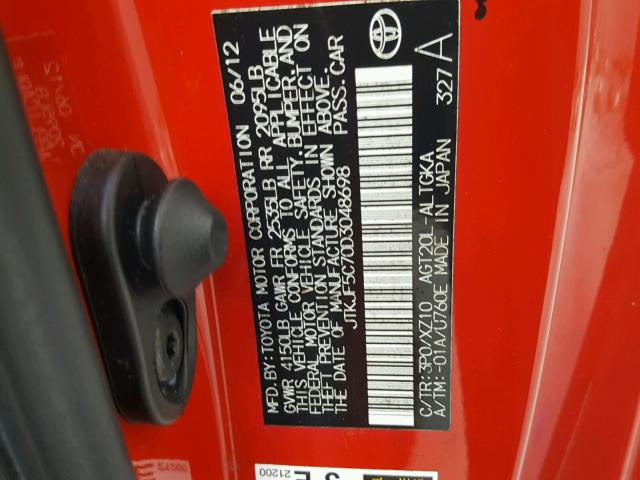 MFD.BY:TOYOTA MOTOR CORPORATION 06/12
GVWR 4150LB GAWR FR 2535LB RR 2095LB
THIS VEHICLE CONFORMS TO ALL APPLICABLE
FEDERAL MOTOR VEHICLE SAFETY, BUMPER, AND
THEFT PREVENTION STANDARDS IN EFFECT ON
THE DATE OF MANUFACTURE SHOWN ABOVE.
JTKJF5C70D3048698 PASS.CAR
C/TR:3P0/XZ10 AGT20L-ALTGKA
A/TM:-01A/U760E MADE IN JAPAN 327 A
21200